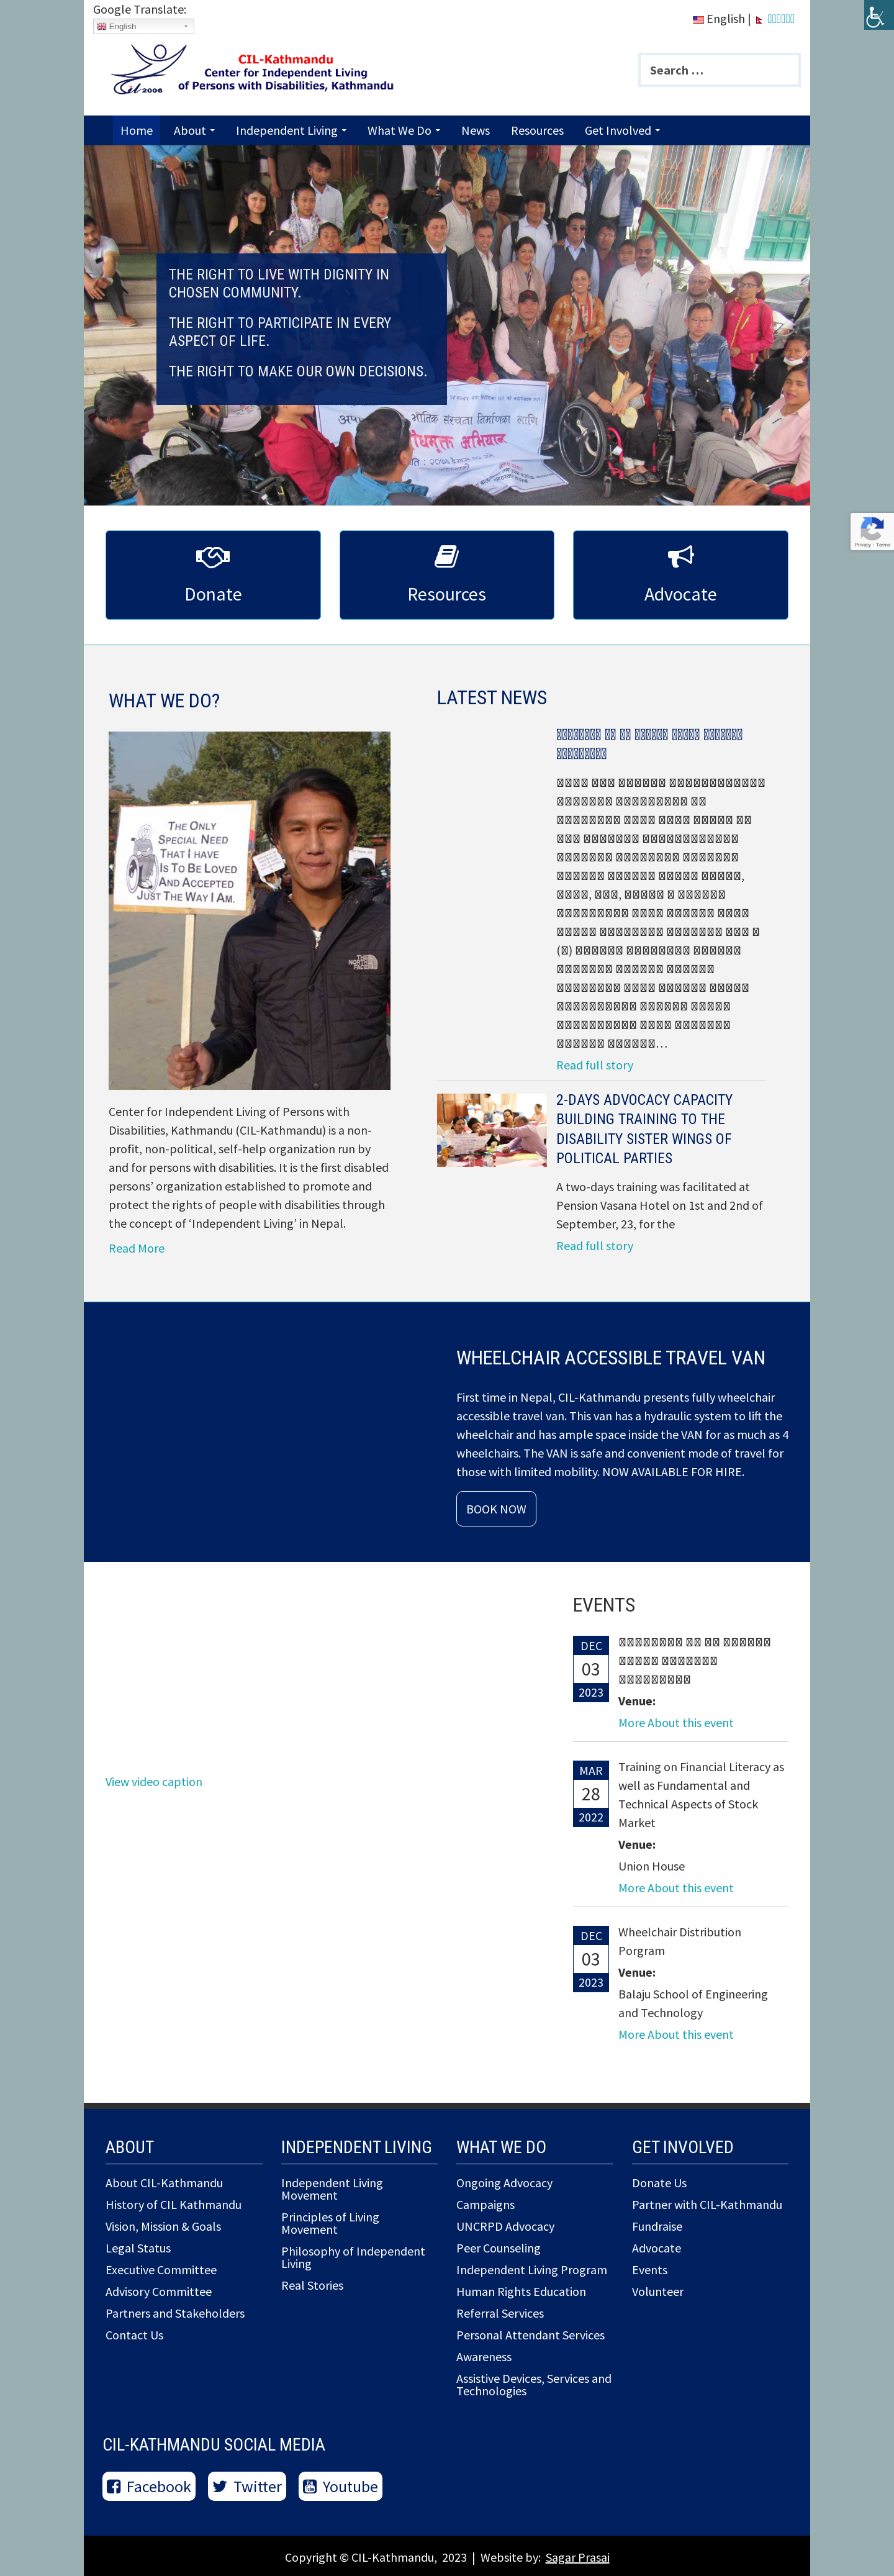 Google Translate:
English
English |
CIL-Kathmandu
Center for Independent Living
of Persons with Disabilities, Kathmandu
Cil 2006
Search …
Home About Independent Living What We Do News Resources Get Involved
THE RIGHT TO LIVE WITH DIGNITY IN
CHOSEN COMMUNITY.
THE RIGHT TO PARTICIPATE IN EVERY
ASPECT OF LIFE.
THE RIGHT TO MAKE OUR OWN DECISIONS.
भौतिक संरचना निर्माणका
अभियान
Privacy - Terms
Donate Resources Advocate
WHAT WE DO?
THE ONLY
SPECIAL NEED
THAT I HAVE
IS TO BE LOVED
AND ACCEPTED
JUST THE WAY I AM.
THE NORTH FACE
Center for Independent Living of Persons with
Disabilities, Kathmandu (CIL-Kathmandu) is a non-
profit, non-political, self-help organization run by
and for persons with disabilities. It is the first disabled
persons’ organization established to promote and
protect the rights of people with disabilities through
the concept of ‘Independent Living’ in Nepal.
Read More
LATEST NEWS
Read full story
2-DAYS ADVOCACY CAPACITY
BUILDING TRAINING TO THE
DISABILITY SISTER WINGS OF
POLITICAL PARTIES
A two-days training was facilitated at
Pension Vasana Hotel on 1st and 2nd of
September, 23, for the
Read full story
WHEELCHAIR ACCESSIBLE TRAVEL VAN
First time in Nepal, CIL-Kathmandu presents fully wheelchair
accessible travel van. This van has a hydraulic system to lift the
wheelchair and has ample space inside the VAN for as much as 4
wheelchairs. The VAN is safe and convenient mode of travel for
those with limited mobility. NOW AVAILABLE FOR HIRE.
BOOK NOW
View video caption
EVENTS
DEC
03
2023
Venue:
More About this event
MAR
28
2022
Training on Financial Literacy as
well as Fundamental and
Technical Aspects of Stock
Market
Venue:
Union House
More About this event
DEC
03
2023
Wheelchair Distribution
Porgram
Venue:
Balaju School of Engineering
and Technology
More About this event
ABOUT
About CIL-Kathmandu
History of CIL Kathmandu
Vision, Mission & Goals
Legal Status
Executive Committee
Advisory Committee
Partners and Stakeholders
Contact Us
INDEPENDENT LIVING
Independent Living
Movement
Principles of Living
Movement
Philosophy of Independent
Living
Real Stories
WHAT WE DO
Ongoing Advocacy
Campaigns
UNCRPD Advocacy
Peer Counseling
Independent Living Program
Human Rights Education
Referral Services
Personal Attendant Services
Awareness
Assistive Devices, Services and
Technologies
GET INVOLVED
Donate Us
Partner with CIL-Kathmandu
Fundraise
Advocate
Events
Volunteer
CIL-KATHMANDU SOCIAL MEDIA
Facebook Twitter Youtube
Copyright © CIL-Kathmandu, 2023 | Website by: Sagar Prasai